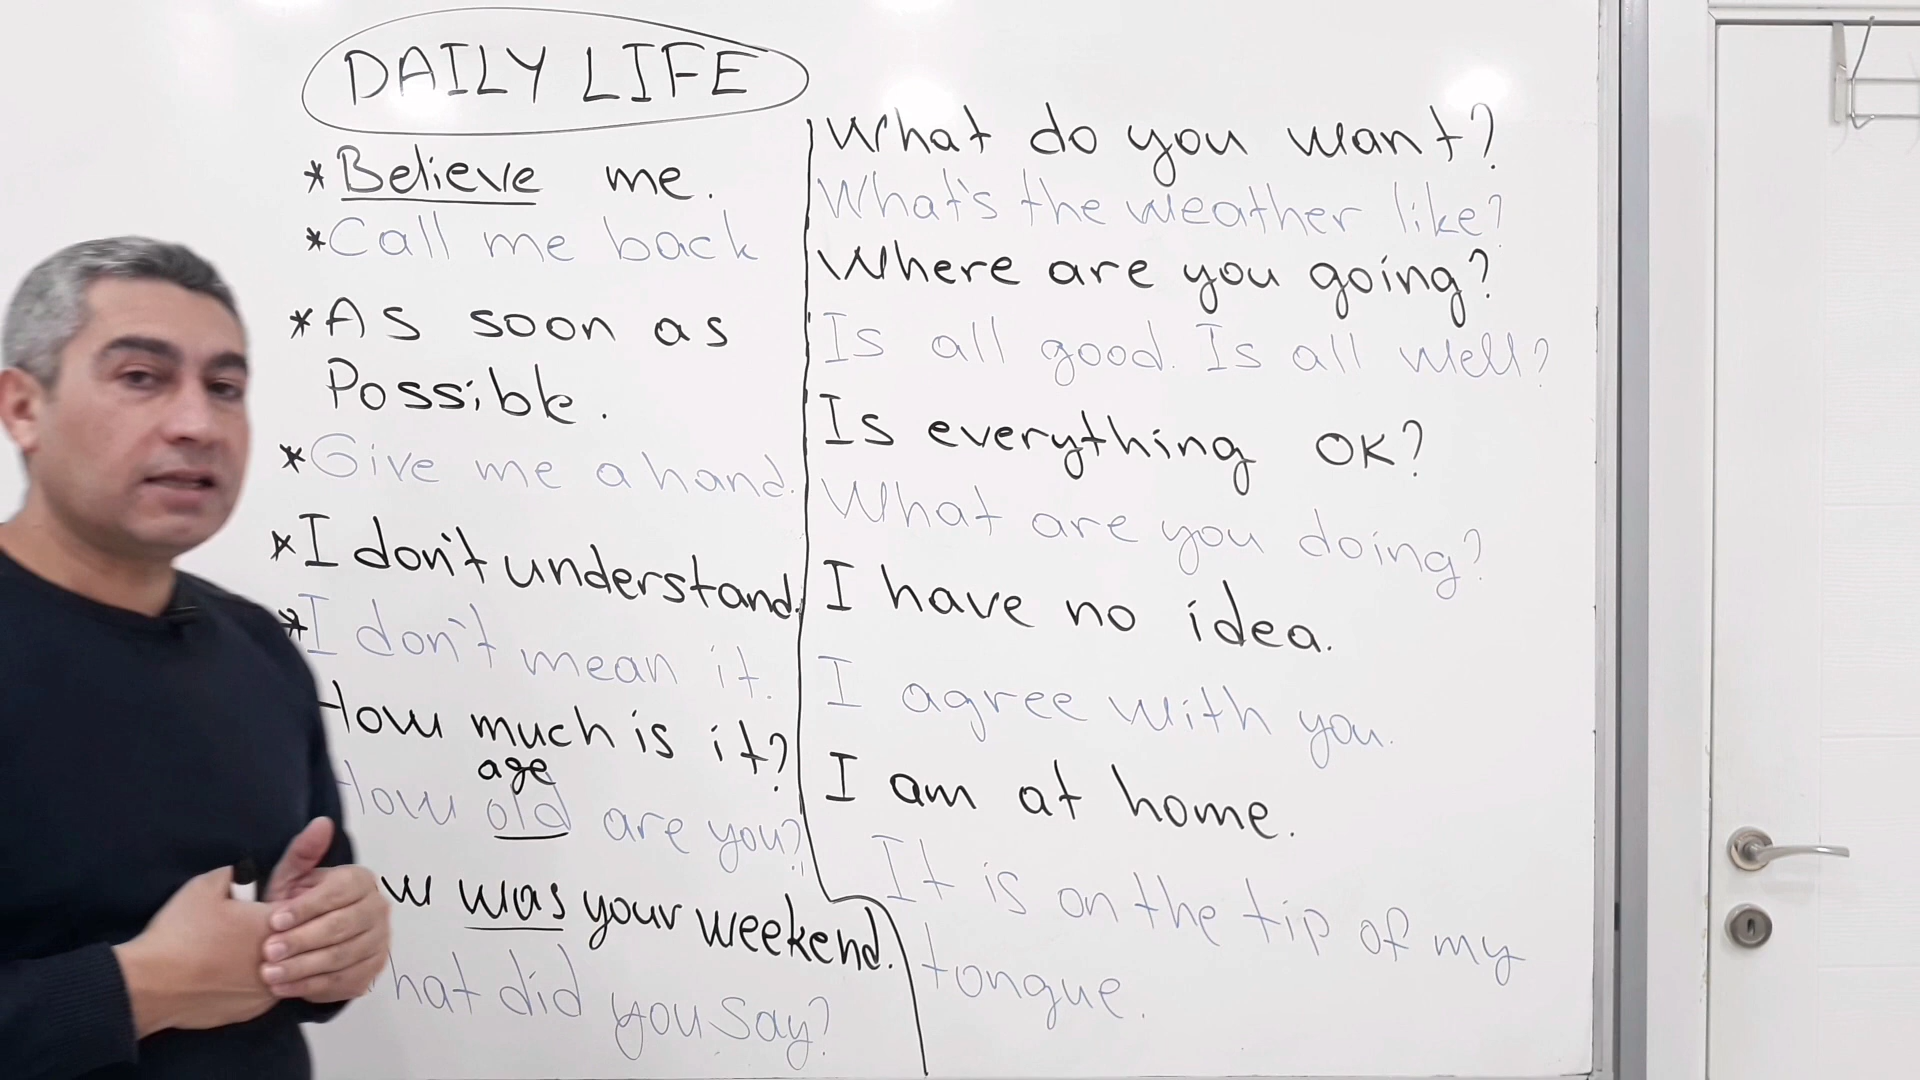 DAILY LIFE
*Believe me.
*Call me back
*As soon as
Possible.
*Give me a hand.
*I don't understand.
*I don't mean it.
How much is it?
age
How old are you?
was your weekend.
did you say?
What do you want?
What's the weather like?
Where are you going?
Is all good. Is all well?
Is everything OK?
What are you doing?
I have no idea.
I agree with you.
I am at home.
It is on the tip of my
tongue.